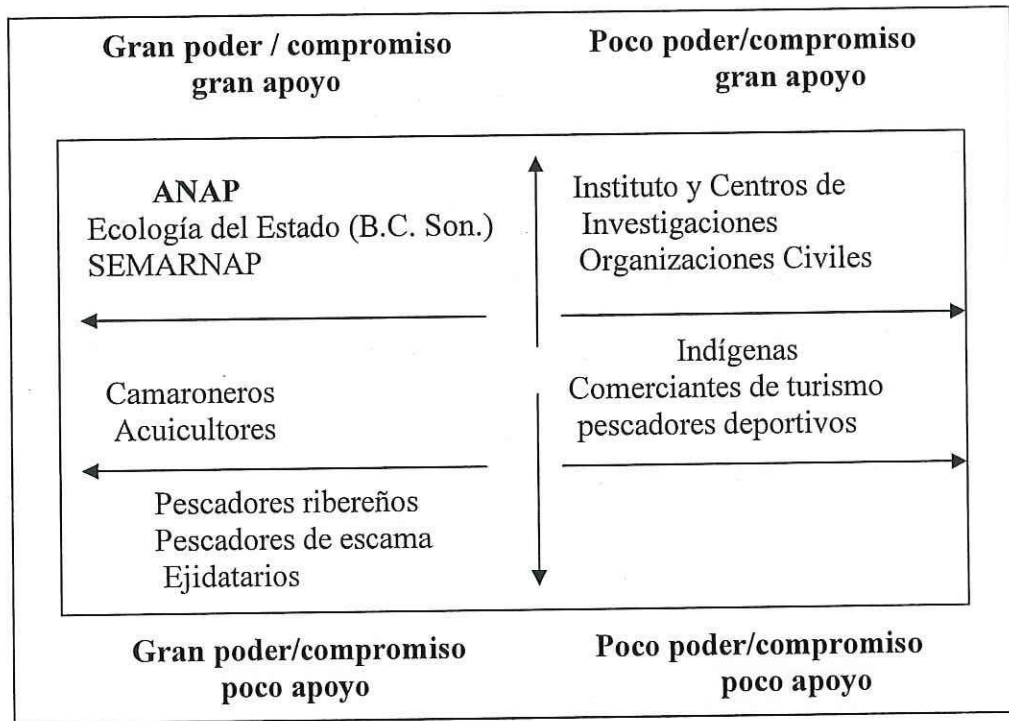 Gran poder / compromiso
gran apoyo
Poco poder/compromiso
gran apoyo
ANAP
Ecología del Estado (B.C. Son.)
SEMARNAP
Instituto y Centros de
Investigaciones
Organizaciones Civiles
Camaroneros
Acuicultores
Indígenas
Comerciantes de turismo
pescadores deportivos
Pescadores ribereños
Pescadores de escama
Ejidatarios
Gran poder/compromiso
poco apoyo
Poco poder/compromiso
poco apoyo